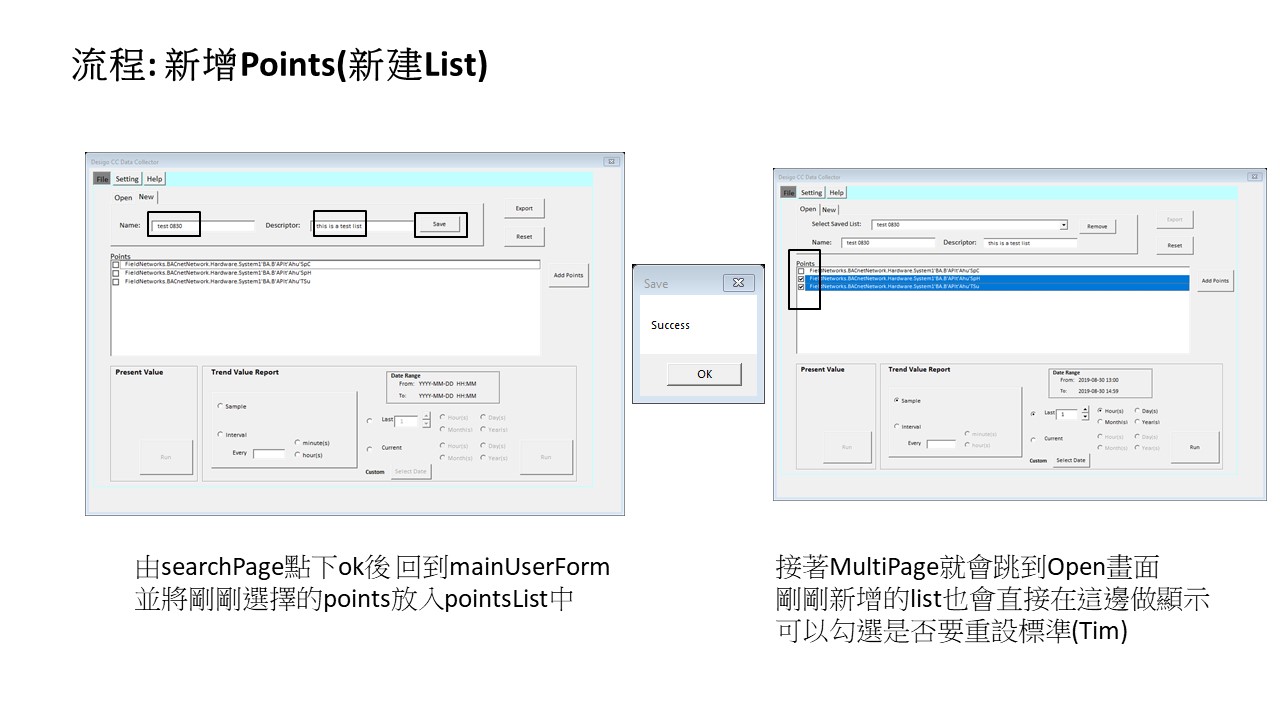 流程: 新增Points(新建List)
Design CC Data Collector
File Setting Help
Open New
Name: test 0830 Descriptor: this is a test list Save
Export
Reset
Points
FieldNetworks.BACnetNetwork.Hardware.System1'BA.B'APIt'Ahu'SpC
FieldNetworks.BACnetNetwork.Hardware.System1'BA.B'APIt'Ahu'SpH
FieldNetworks.BACnetNetwork.Hardware.System1'BA.B'APIt'Ahu'TSu
Add Points
Present Value
Run
Trend Value Report
Sample
Interval
Every minute(s)
hour(s)
Date Range
From: YYYY-MM-DD HH:MM
To: YYYY-MM-DD HH:MM
Last 1 Hour(s) Day(s)
Month(s) Year(s)
Current Hour(s) Day(s)
Month(s) Year(s)
Custom Select Date
Run
Save
Success
OK
Design CC Data Collector
File Setting Help
Open New
Select Saved List: test 0830 Remove
Name: test 0830 Descriptor: this is a test list
Export
Reset
Points
FieldNetworks.BACnetNetwork.Hardware.System1'BA.B'APIt'Ahu'SpC
FieldNetworks.BACnetNetwork.Hardware.System1'BA.B'APIt'Ahu'SpH
FieldNetworks.BACnetNetwork.Hardware.System1'BA.B'APIt'Ahu'TSu
Add Points
Present Value
Run
Trend Value Report
Sample
Interval
Every minute(s)
hour(s)
Date Range
From: 2019-08-30 13:00
To: 2019-08-30 14:59
Last 1 Hour(s) Day(s)
Month(s) Year(s)
Current Hour(s) Day(s)
Month(s) Year(s)
Custom Select Date
Run
由searchPage點下ok後 回到mainUserForm
並將剛剛選擇的points放入pointsList中
接著MultiPage就會跳到Open畫面
剛剛新增的list也會直接在這邊做顯示
可以勾選是否要重設標準(Tim)